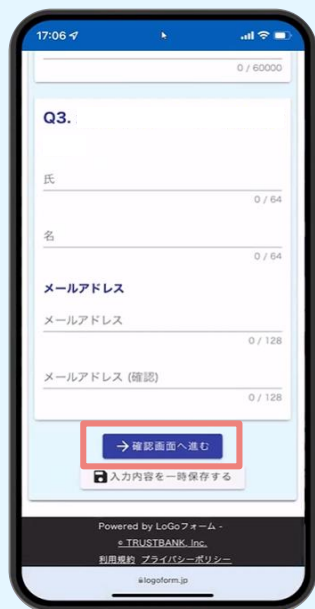 17:06
0 / 60000
Q3.
氏
0 / 64
名
0 / 64
メールアドレス
メールアドレス
0 / 128
メールアドレス (確認)
0 / 128
→確認画面へ進む
入力内容を一時保存する
Powered by LoGoフォーム -
© TRUSTBANK, Inc.
利用規約 プライバシーポリシー
logoform.jp